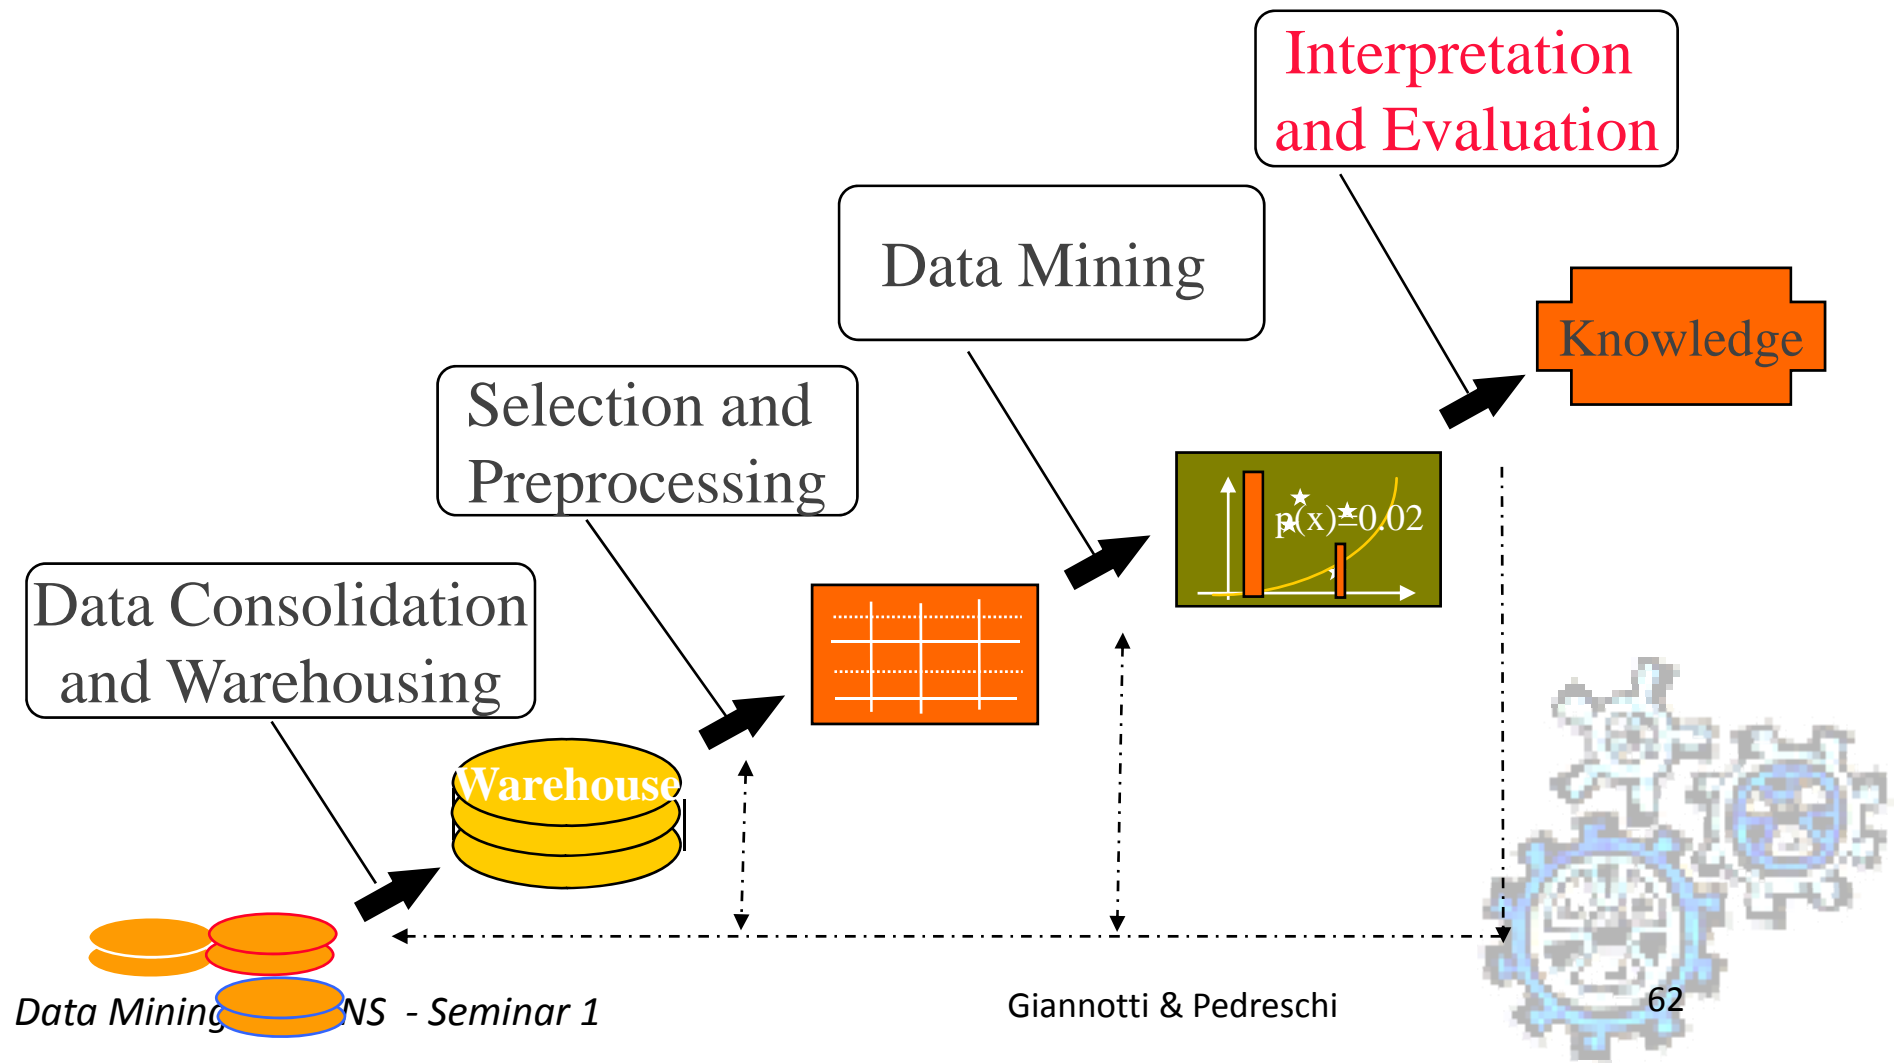 Interpretation
and Evaluation
Data Mining
Knowledge
Selection and
Preprocessing
p(x)=0.02
Data Consolidation
and Warehousing
Warehouse
Data Mining NS - Seminar 1
Giannotti & Pedreschi
62